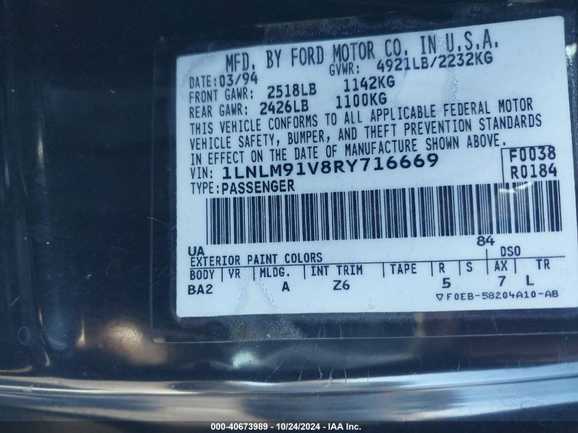 MFD. BY FORD MOTOR CO. IN U.S.A.
DATE: 03/94 GVWR: 4921LB/2232KG
FRONT GAWR: 2518LB 1142KG
REAR GAWR: 2426LB 1100KG
THIS VEHICLE CONFORMS TO ALL APPLICABLE FEDERAL MOTOR
VEHICLE SAFETY, BUMPER, AND THEFT PREVENTION STANDARDS
IN EFFECT ON THE DATE OF MANUFACTURE SHOWN ABOVE.
VIN: 1LNLM91V8RY716669 F0038
TYPE: PASSENGER R0184
UA 84
EXTERIOR PAINT COLORS DSO
BODY VR MLDG. INT TRIM TAPE R S AX TR
BA2 A Z6 5 7 L
F0EB-58204A10-AB
000-40673989 - 10/24/2024 - IAA Inc.